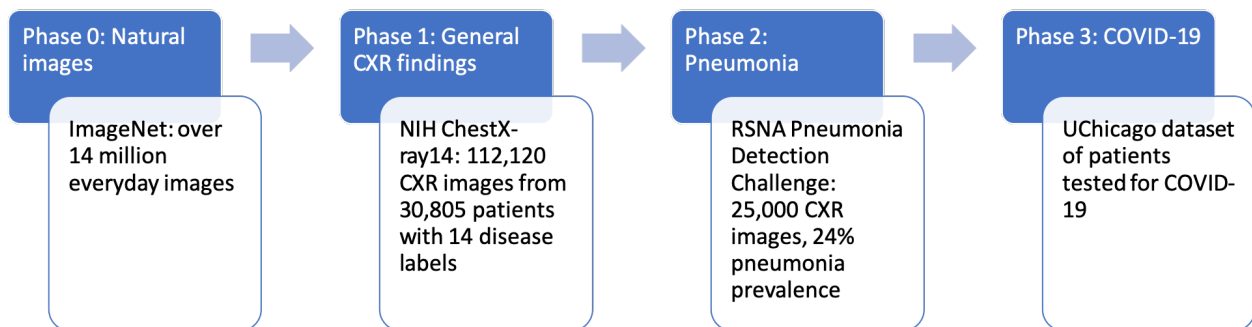 Phase 0: Natural
images
ImageNet: over
14 million
everyday images
Phase 1: General
CXR findings
NIH ChestX-
ray14: 112,120
CXR images from
30,805 patients
with 14 disease
labels
Phase 2:
Pneumonia
RSNA Pneumonia
Detection
Challenge:
25,000 CXR
images, 24%
pneumonia
prevalence
Phase 3: COVID-19
UChicago dataset
of patients
tested for COVID-
19